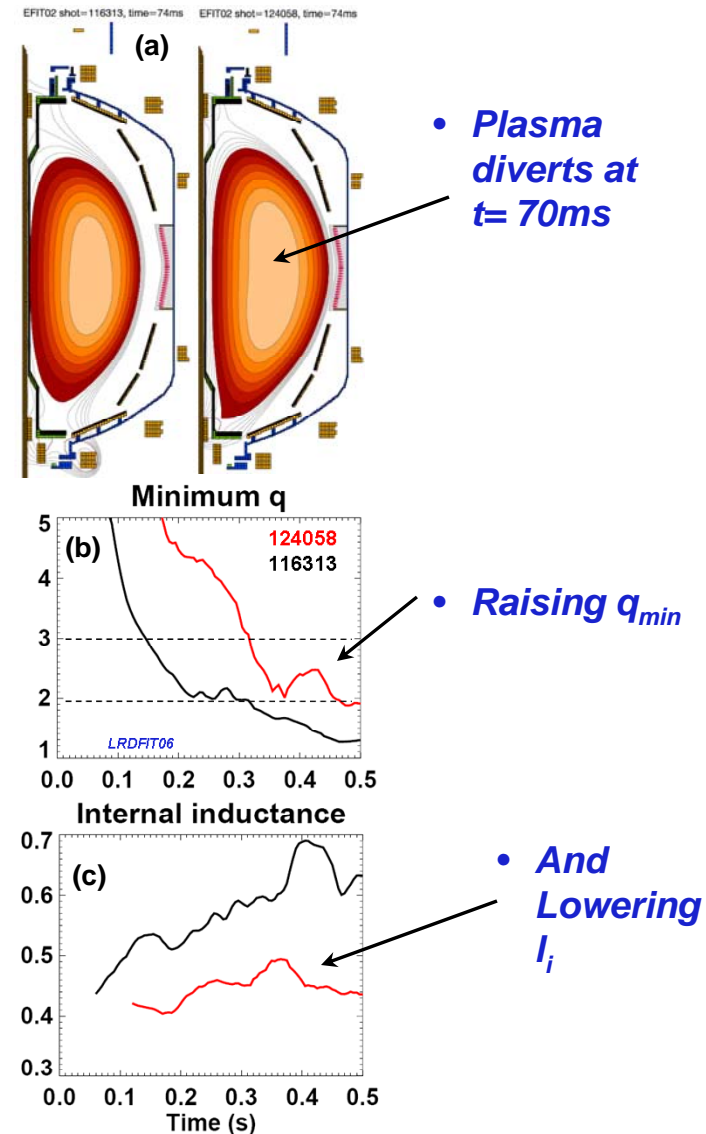 EFIT02 shot=116313, time=74ms
EFIT02 shot=124058, time=74ms
(a)
• Plasma
diverts at
t= 70ms
Minimum q
5
4
3
2
1
(b)
124058
116313
LRDFIT06
0.0 0.1 0.2 0.3 0.4 0.5
• Raising qmin
Internal inductance
0.7
0.6
0.5
0.4
0.3
(c)
0.0 0.1 0.2 0.3 0.4 0.5
Time (s)
• And
Lowering
li